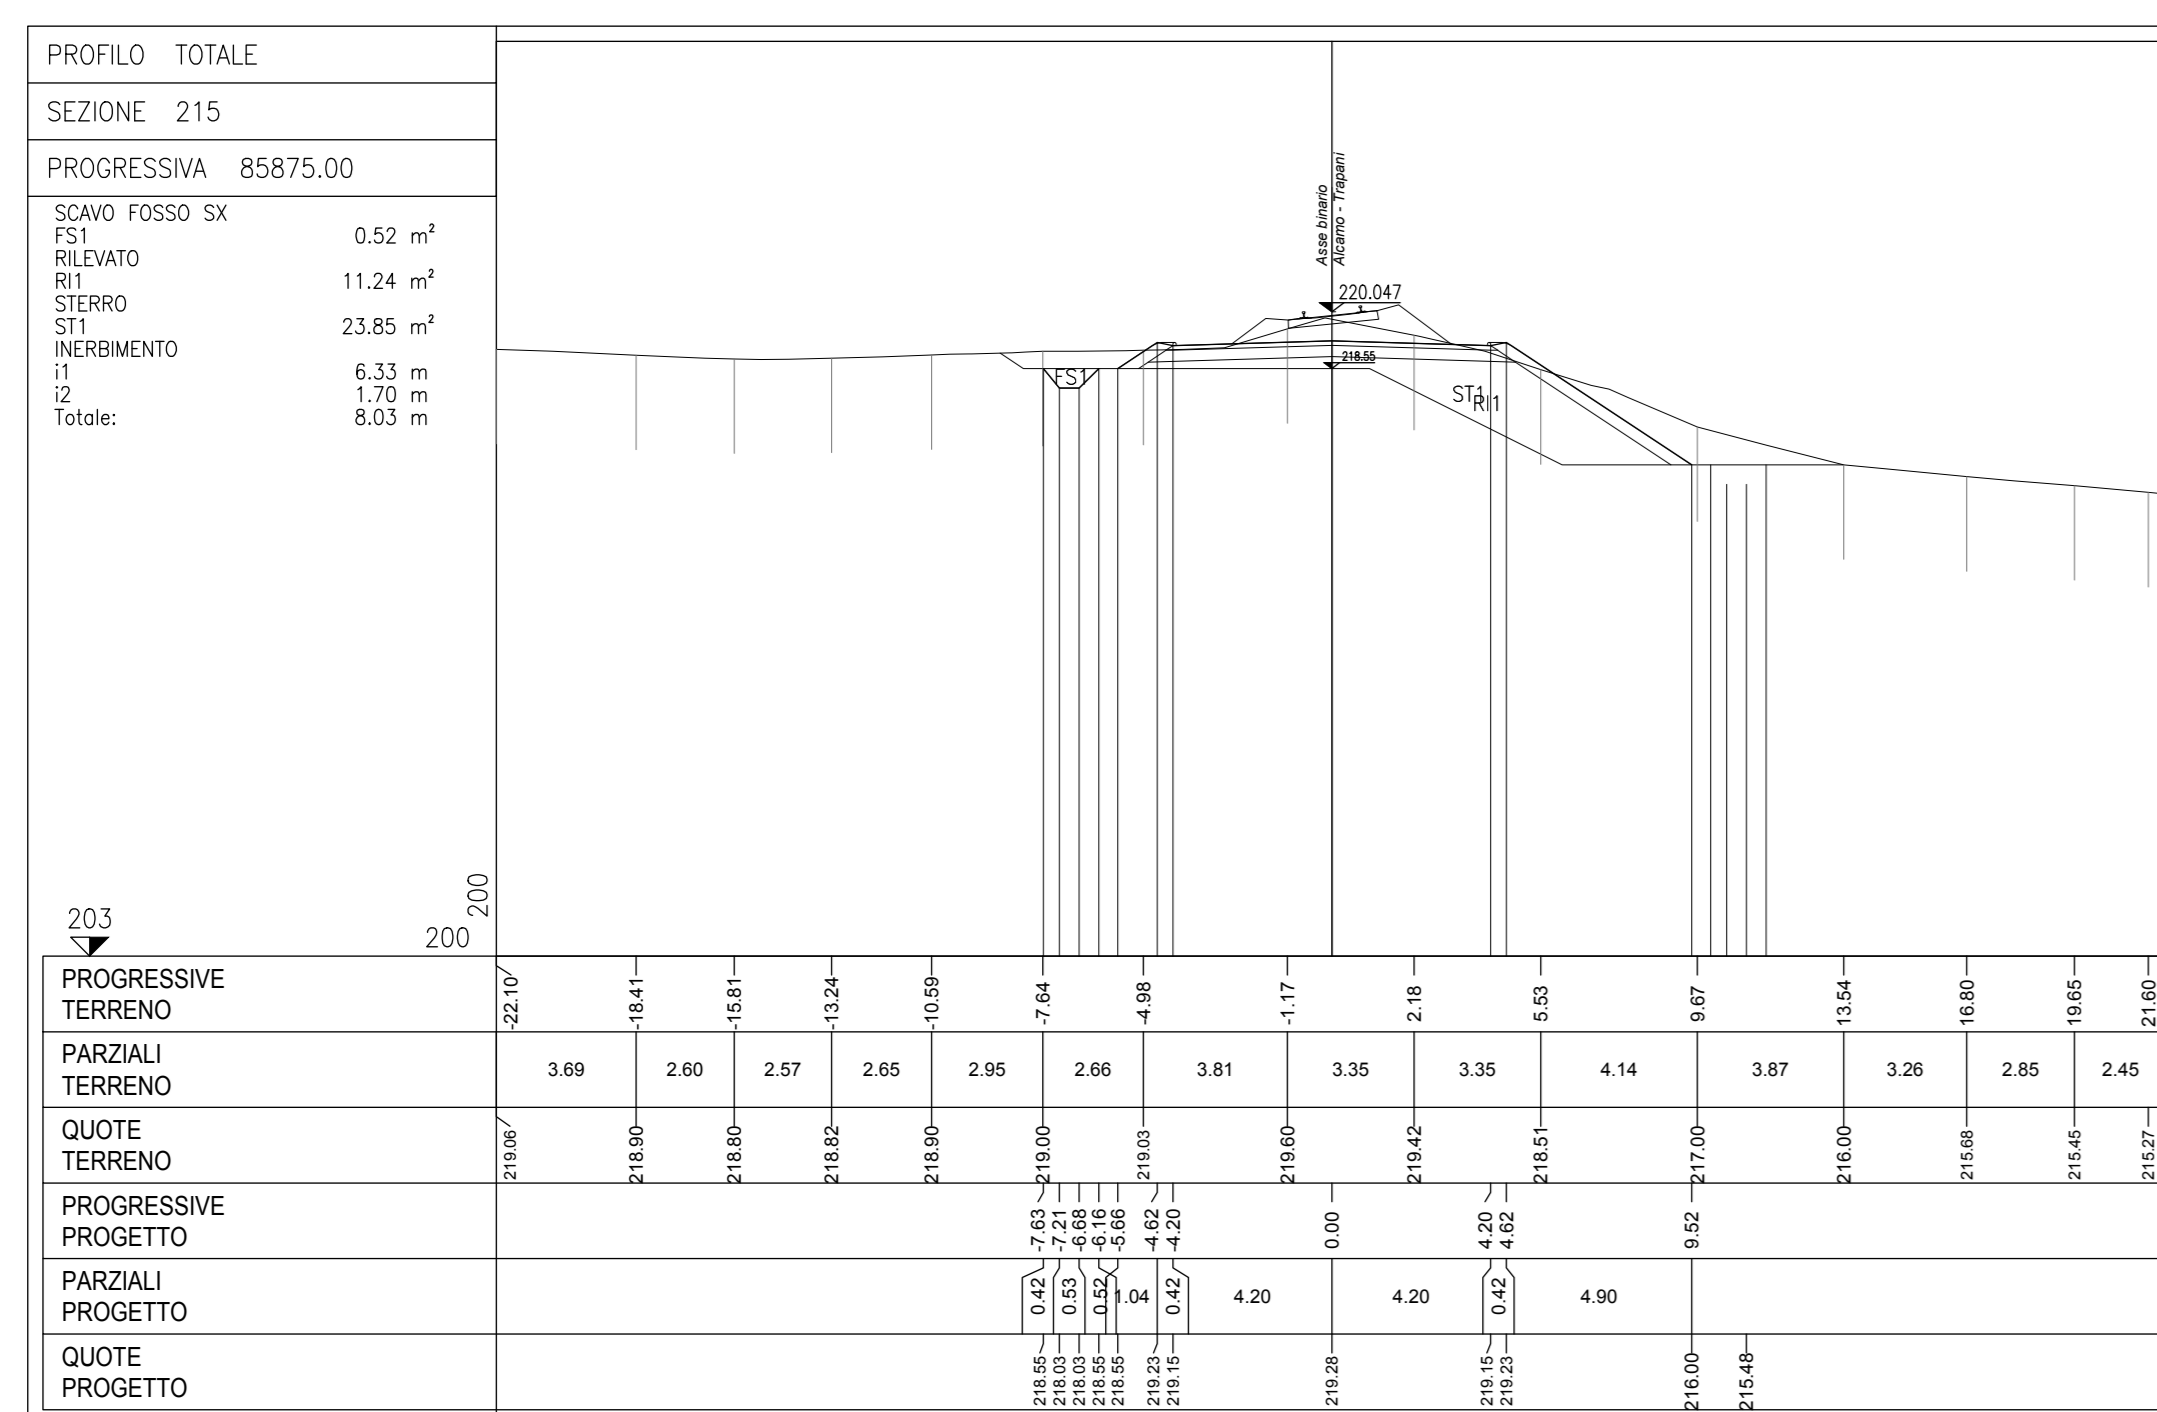 PROFILO TOTALE
SEZIONE 215
PROGRESSIVA 85875.00
SCAVO FOSSO SX
FS1 0.52 m²
RILEVATO
RI1 11.24 m²
STERRO
ST1 23.85 m²
INERBIMENTO
i1 6.33 m
i2 1.70 m
Totale: 8.03 m
Asse binario
Alcamo - Trapani
220.047
218.55
FS1
ST1
RI1
200
203
200
PROGRESSIVE
TERRENO
-22.10 -18.41 -15.81 -13.24 -10.59 -7.64 -4.98 -1.17 2.18 5.53 9.67 13.54 16.80 19.65 21.60
PARZIALI
TERRENO
3.69 2.60 2.57 2.65 2.95 2.66 3.81 3.35 3.35 4.14 3.87 3.26 2.85 2.45
QUOTE
TERRENO
219.06 218.90 218.80 218.82 218.90 219.00 219.03 219.60 219.42 218.51 217.00 216.00 215.68 215.45 215.27
PROGRESSIVE
PROGETTO
-7.63 -7.21 -6.68 -6.16 -5.66 -4.62 -4.20 0.00 4.20 4.62 9.52
PARZIALI
PROGETTO
0.42 0.53 0.52 1.04 0.42 4.20 4.20 0.42 4.90
QUOTE
PROGETTO
218.55 218.03 218.03 218.55 218.55 219.23 219.15 219.28 219.15 219.23 216.00 215.48